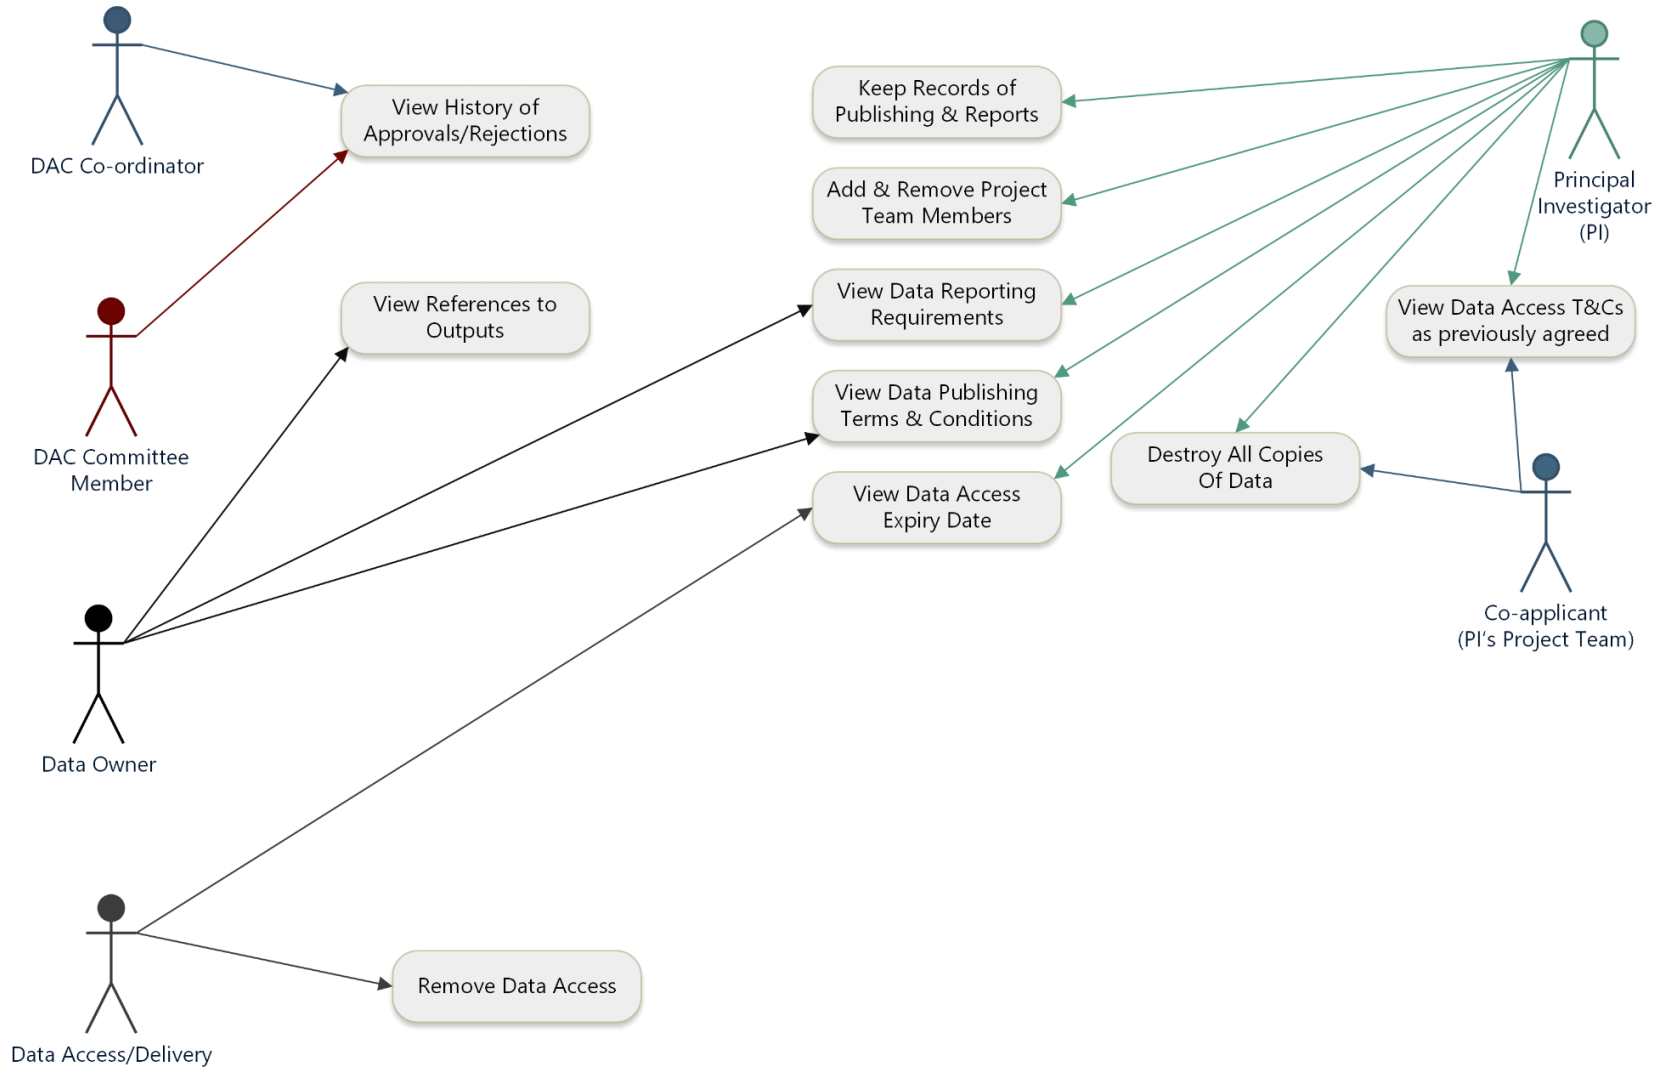 DAC Co-ordinator
View History of
Approvals/Rejections
DAC Committee
Member
View References to
Outputs
Data Owner
Data Access/Delivery
Remove Data Access
Keep Records of
Publishing & Reports
Add & Remove Project
Team Members
View Data Reporting
Requirements
View Data Publishing
Terms & Conditions
View Data Access
Expiry Date
Principal
Investigator
(PI)
View Data Access T&Cs
as previously agreed
Destroy All Copies
Of Data
Co-applicant
(PI's Project Team)